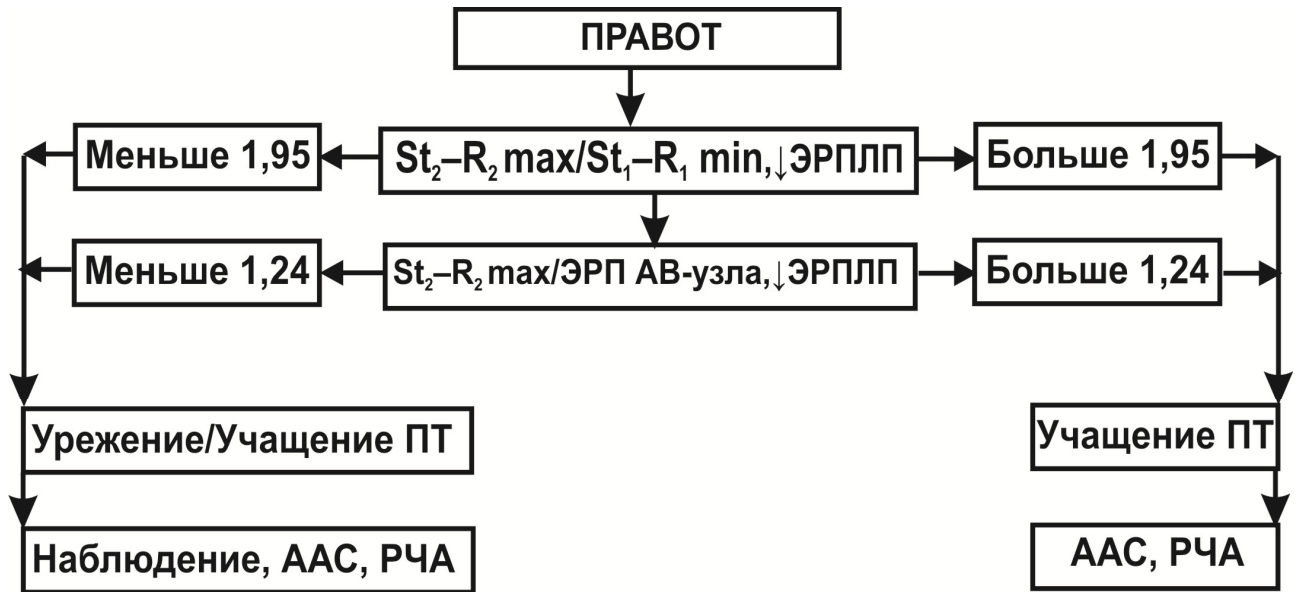 ПРАВОТ
Меньше 1,95
St₂–R₂ max/St₁–R₁ min,↓ЭРПЛП
Больше 1,95
Меньше 1,24
St₂–R₂ max/ЭРП АВ-узла,↓ЭРПЛП
Больше 1,24
Урежение/Учащение ПТ
Учащение ПТ
Наблюдение, ААС, РЧА
ААС, РЧА